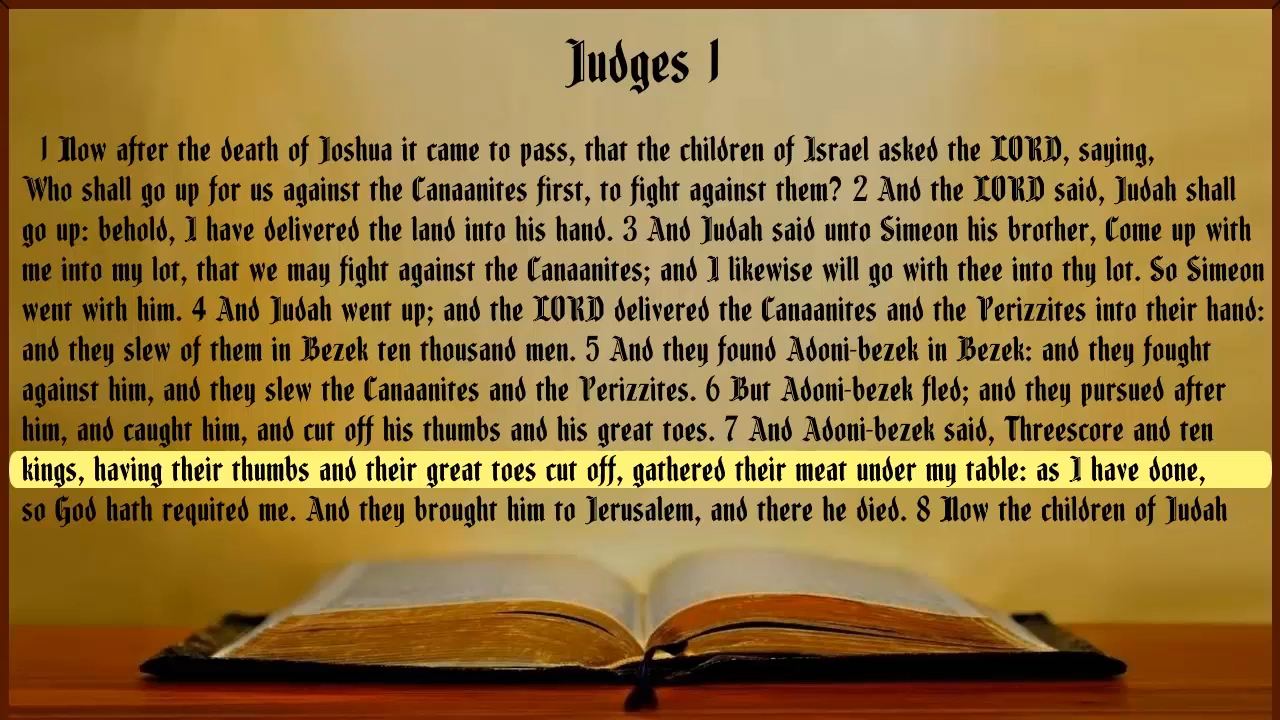 Judges 1
1 Now after the death of Joshua it came to pass, that the children of Israel asked the LORD, saying,
Who shall go up for us against the Canaanites first, to fight against them? 2 And the LORD said, Judah shall
go up: behold, I have delivered the land into his hand. 3 And Judah said unto Simeon his brother, Come up with
me into my lot, that we may fight against the Canaanites; and I likewise will go with thee into thy lot. So Simeon
went with him. 4 And Judah went up; and the LORD delivered the Canaanites and the Perizzites into their hand:
and they slew of them in Bezek ten thousand men. 5 And they found Adoni-bezek in Bezek: and they fought
against him, and they slew the Canaanites and the Perizzites. 6 But Adoni-bezek fled; and they pursued after
him, and caught him, and cut off his thumbs and his great toes. 7 And Adoni-bezek said, Threescore and ten
kings, having their thumbs and their great toes cut off, gathered their meat under my table: as I have done,
so God hath requited me. And they brought him to Jerusalem, and there he died. 8 Now the children of Judah